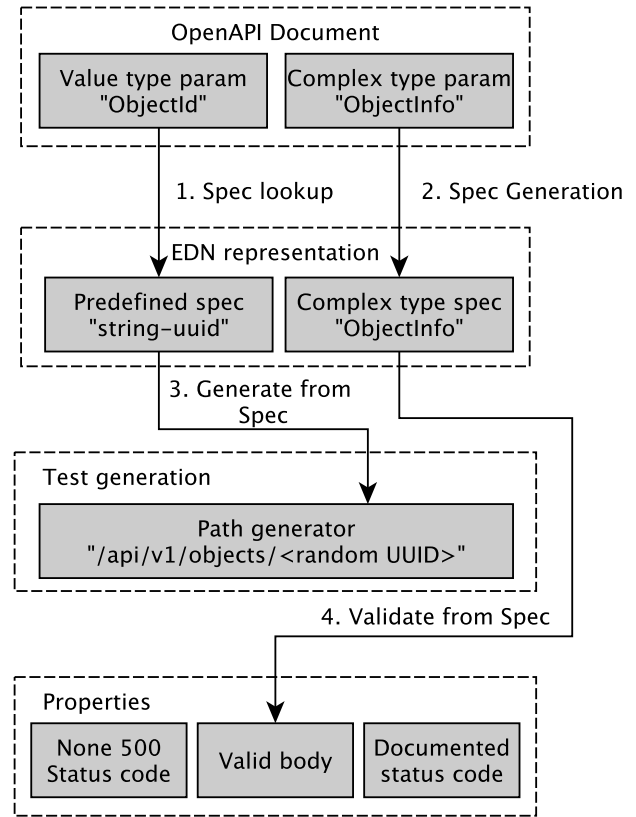 OpenAPI Document
Value type param
"ObjectId"
Complex type param
"ObjectInfo"
1. Spec lookup
2. Spec Generation
EDN representation
Predefined spec
"string-uuid"
Complex type spec
"ObjectInfo"
3. Generate from
Spec
Test generation
Path generator
"/api/v1/objects/<random UUID>"
4. Validate from Spec
Properties
None 500
Status code
Valid body
Documented
status code